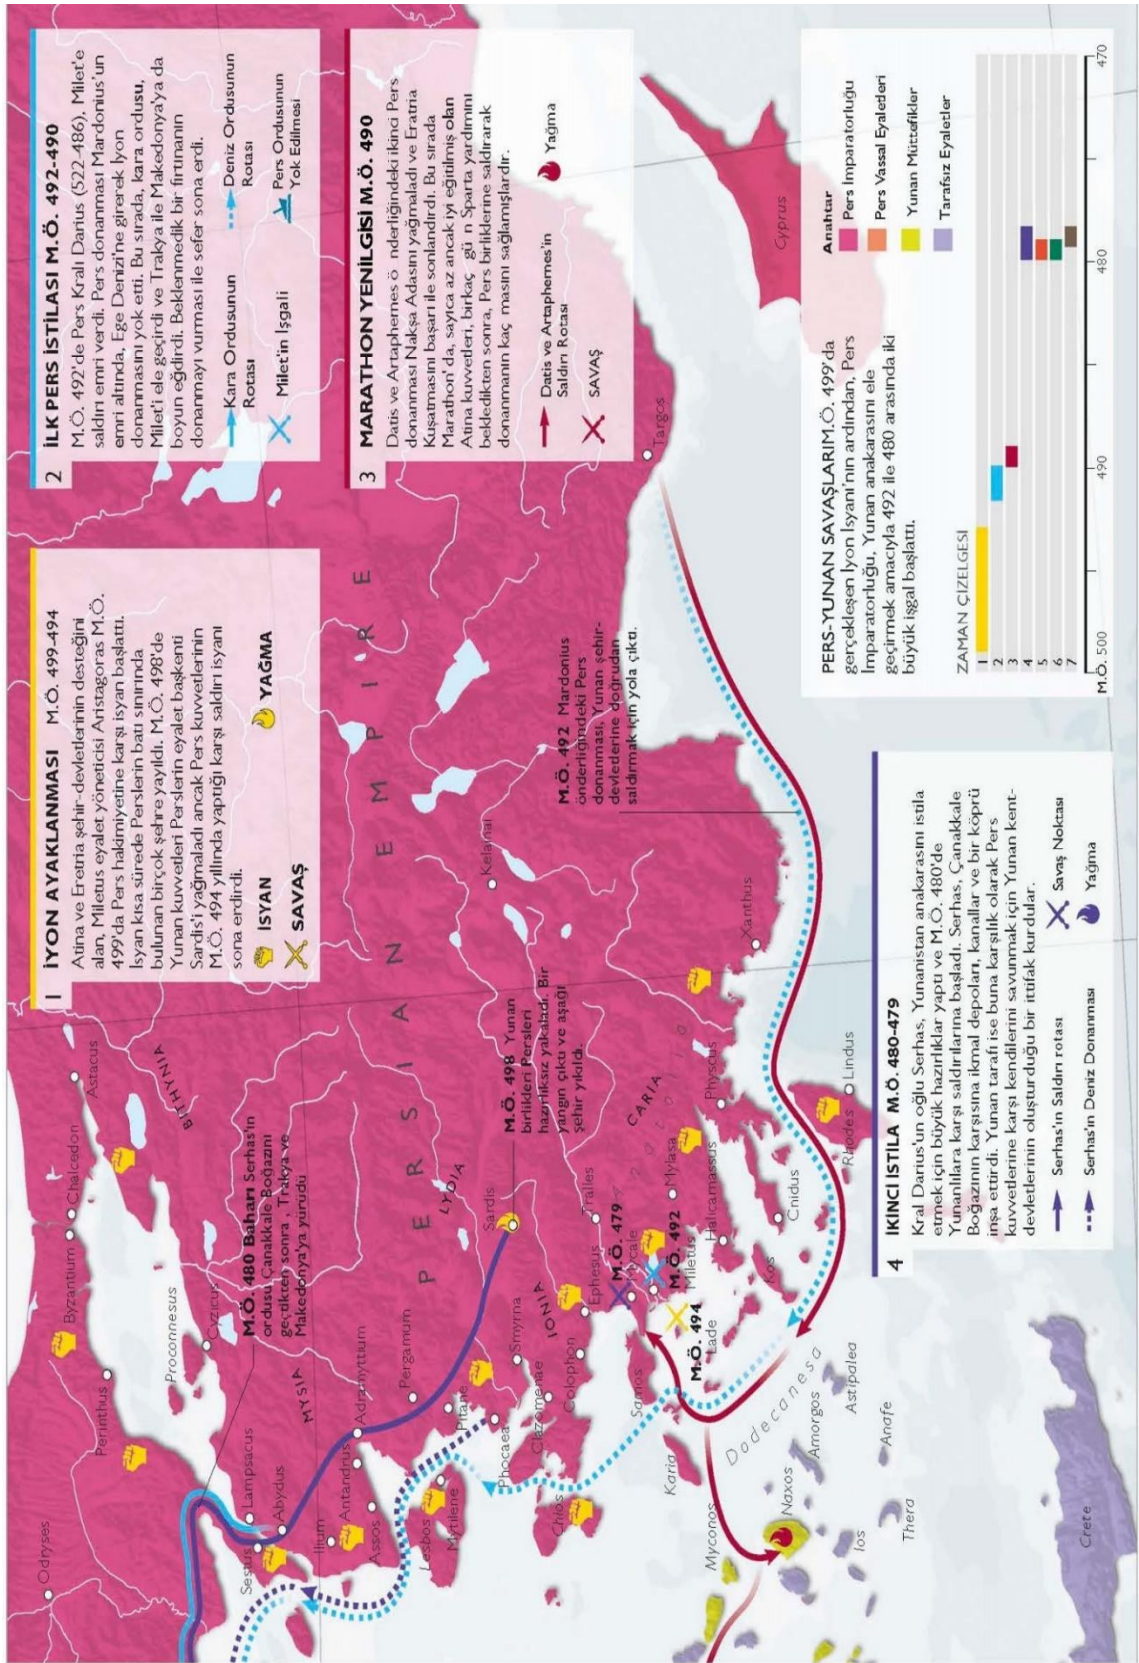 1 İYON AYAKLANMASI M.Ö. 499-494
Atina ve Eretria şehir-devletlerinin desteğini
alan, Miletus eyalet yöneticisi Aristagoras M.Ö.
499'da Pers hakimiyetine karşı isyan başlattı.
İsyan kısa sürede Perslerin batı sınırında
bulunan birçok şehre yayıldı. M.Ö. 498'de
Yunan kuvvetleri Perslerin eyalet başkenti
Sardis'i yağmaladı ancak Pers kuvvetlerinin
M.Ö. 494 yıllında yaptığı karşı saldırı isyanı
sona erdirdi.
İSYAN
YAĞMA
SAVAŞ
2 İLK PERS İSTİLASI M.Ö. 492-490
M.Ö. 492'de Pers Kralı Darius (522-486), Milet'e
saldırı emri verdi. Pers donanması Mardonius'un
emri altında, Ege Denizi'ne girerek İyon
donanmasını yok etti. Bu sırada, kara ordusu,
Milet'i ele geçirdi ve Trakya ile Makedonya'ya da
boyun eğdirdi. Beklenmedik bir fırtınanın
donanmayı vurması ile sefer sona erdi.
Kara Ordusunun
Rotası
Deniz Ordusunun
Rotası
Milet'in İşgali
Pers Ordusunun
Yok Edilmesi
3 MARATHON YENİLGİSİ M.Ö. 490
Datis ve Artaphernes ö nderliğindeki ikinci Pers
donanması Nakşa Adasını yağmaladı ve Eratria
Kuşatmasını başarı ile sonlandırdı. Bu sırada
Marathon'da, sayıca az ancak iyi eğitilmiş olan
Atina kuvvetleri, birkaç gü n Sparta yardımını
bekledikten sonra, Pers birliklerine saldırarak
donanmanın kaç masını sağlamışlardır.
Datis ve Artaphernes'in
Saldırı Rotası
Yağma
SAVAŞ
Odryses
Perinthus
Byzantium
Chalcedon
Astacus
BITHYNIA
Proconnesus
Cyzicus
Lampsacus
Sestus
Abydus
MYSIA
M.Ö. 480 Baharı Serhas'ın
ordusu Çanakkale Boğazını
geçtikten sonra , Trakya ve
Makedonya'ya yürüdü
Ilium
Antandrus
Adramyttium
Assos
Lesbos
Mytilene
Pergamum
Pitane
Phocaea
Smyrna
Clazomenae
Colophon
Chios
IONIA
LYDIA
Sardis
PERSIAN EMPIRE
M.Ö. 498 Yunan
birlikleri Persleri
hazırlıksız yakaladı. Bir
yangın çıktı ve aşağı
şehir yıkıldı.
Kelainai
Ephesus
Tralles
M.Ö. 479
Mycale
Samos
M.Ö. 492
Miletus
M.Ö. 494
Lade
Mylasa
CARIA
Halicarnassus
Physcus
Kos
Cnidus
Xanthus
Rhodes
Lindus
M.Ö. 492 Mardonius
önderliğindeki Pers
donanması, Yunan şehir-
devletlerine doğrudan
saldırmak için yola çıktı.
Targos
Cyprus
Karia
Dodecanesa
Myconos
Naxos
Amorgos
Astipalea
Anafe
Ios
Thera
Crete
4 IKINCI İSTİLA M.Ö. 480-479
Kral Darius'un oğlu Serhas, Yunanistan anakarasını istila
etmek için büyük hazırlıklar yaptı ve M.Ö. 480'de
Yunanlılara karşı saldırılarına başladı. Serhas, Çanakkale
Boğazının karşısına ikmal depoları, kanallar ve bir köprü
inşa ettirdi. Yunan tarafı ise buna karşılık olarak Pers
kuvvetlerine karşı kendilerini savunmak için Yunan kent-
devletlerinin oluşturduğu bir ittifak kurdular.
Serhas'ın Saldırı rotası
Savaş Noktası
Serhas'ın Deniz Donanması
Yağma
PERS-YUNAN SAVAŞLARIM.Ö. 499'da
gerçekleşen İyon İsyanı'nın ardından, Pers
İmparatorluğu, Yunan anakarasını ele
geçirmek amacıyla 492 ile 480 arasında iki
büyük işgal başlattı.
Anahtar
Pers Imparatorluğu
Pers Vassal Eyaletleri
Yunan Müttefikler
Tarafsız Eyaletler
ZAMAN ÇIZELGESİ
1
2
3
4
5
6
7
M.Ö. 500
490
480
470